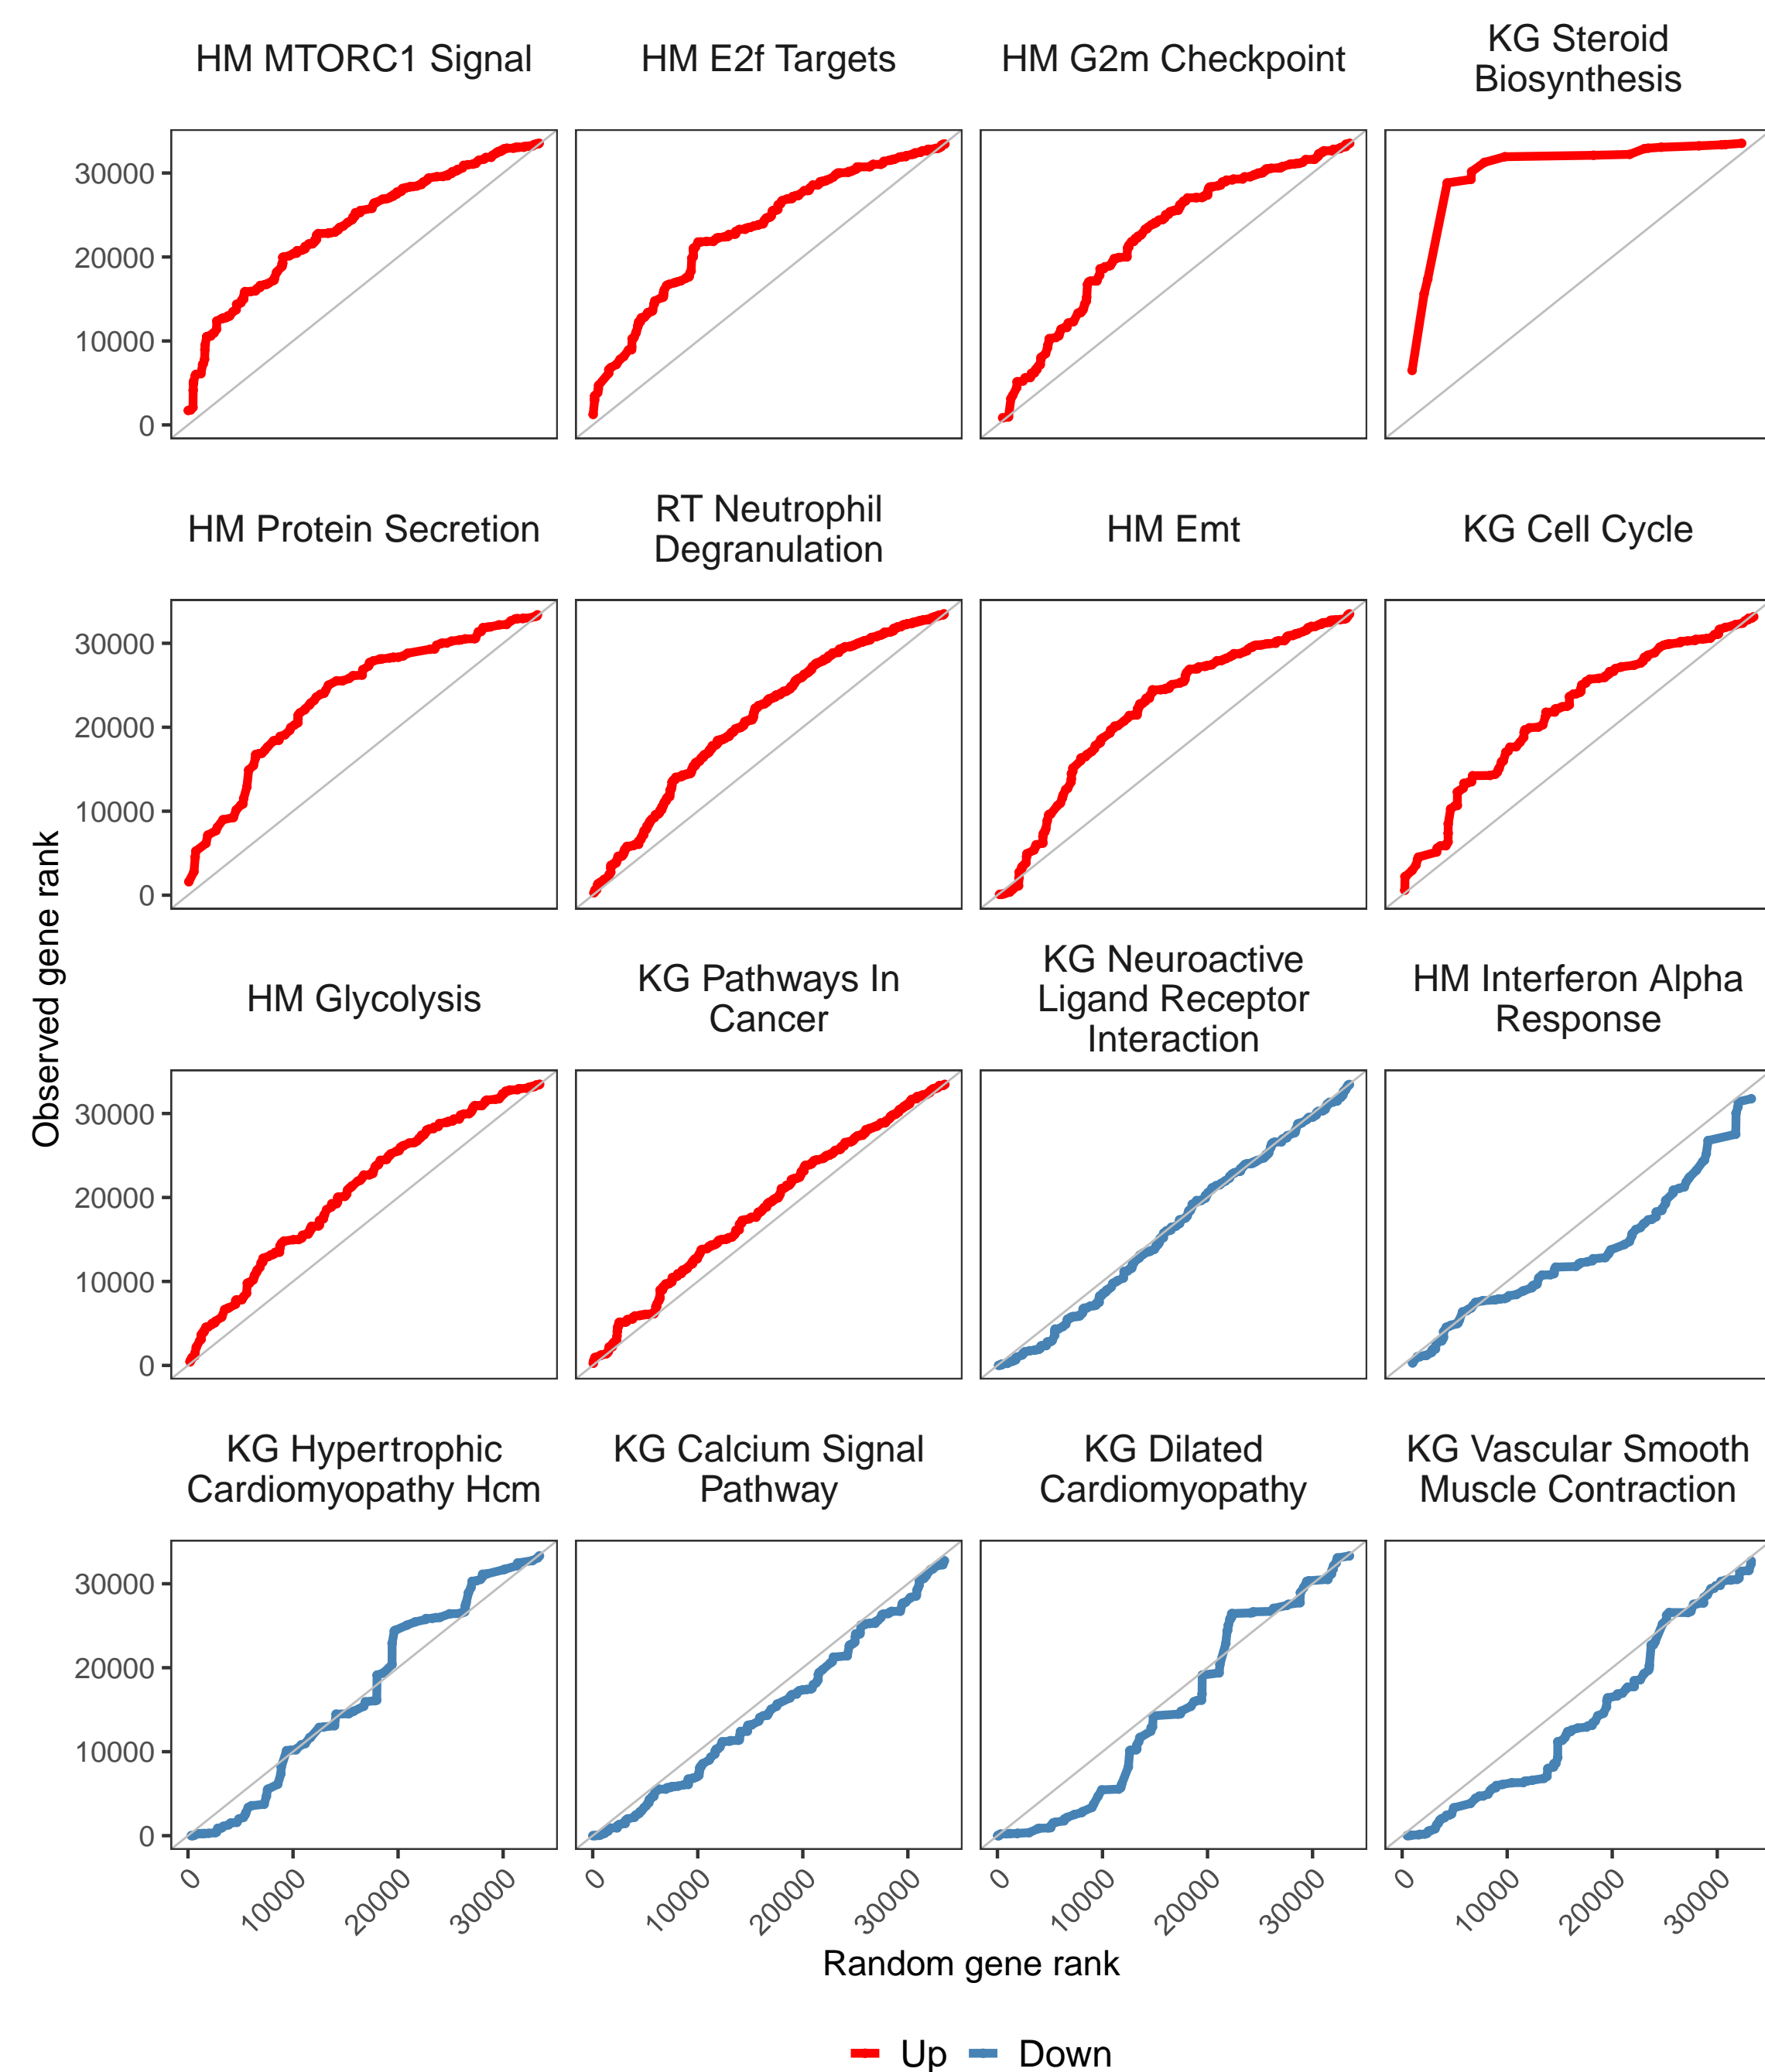 HM MTORC1 Signal
HM E2f Targets
HM G2m Checkpoint
KG Steroid
Biosynthesis
30000
20000
10000
0
HM Protein Secretion
RT Neutrophil
Degranulation
HM Emt
KG Cell Cycle
30000
20000
10000
0
Observed gene rank
HM Glycolysis
KG Pathways In
Cancer
KG Neuroactive
Ligand Receptor
Interaction
HM Interferon Alpha
Response
30000
20000
10000
0
KG Hypertrophic
Cardiomyopathy Hcm
KG Calcium Signal
Pathway
KG Dilated
Cardiomyopathy
KG Vascular Smooth
Muscle Contraction
30000
20000
10000
0
0 10000 20000 30000
0 10000 20000 30000
0 10000 20000 30000
0 10000 20000 30000
Random gene rank
Up Down